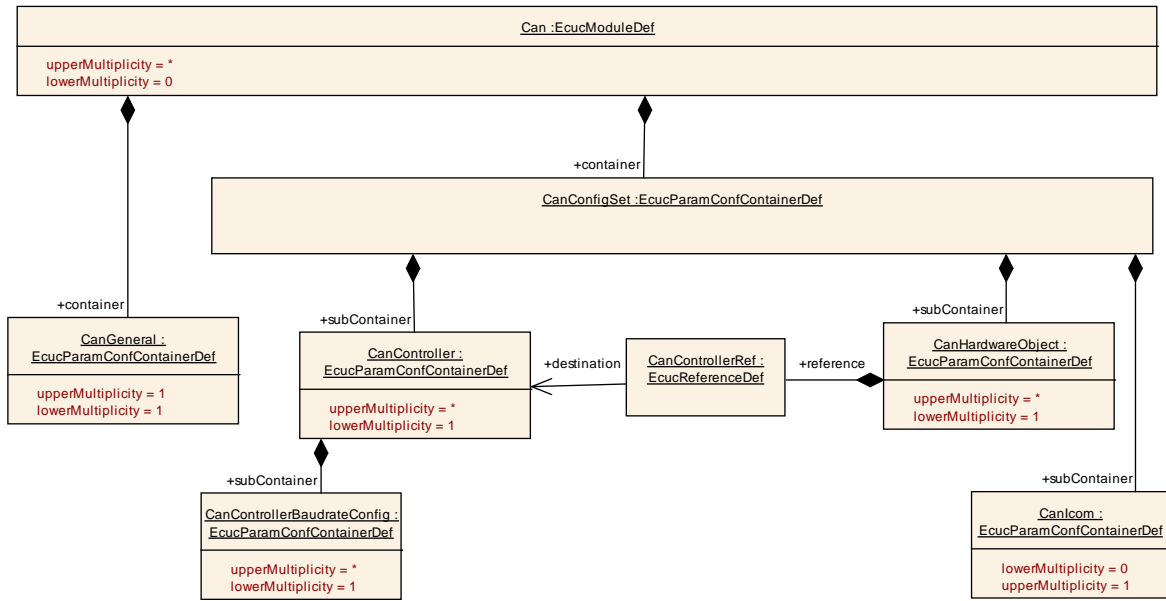 Can :EcucModuleDef
upperMultiplicity = *
lowerMultiplicity = 0
+container
CanConfigSet :EcucParamConfContainerDef
+container
CanGeneral :
EcucParamConfContainerDef
upperMultiplicity = 1
lowerMultiplicity = 1
+subContainer
CanController :
EcucParamConfContainerDef
upperMultiplicity = *
lowerMultiplicity = 1
+destination
CanControllerRef :
EcucReferenceDef
+reference
+subContainer
CanHardwareObject :
EcucParamConfContainerDef
upperMultiplicity = *
lowerMultiplicity = 1
+subContainer
CanControllerBaudrateConfig :
EcucParamConfContainerDef
upperMultiplicity = *
lowerMultiplicity = 1
+subContainer
CanIcom :
EcucParamConfContainerDef
lowerMultiplicity = 0
upperMultiplicity = 1